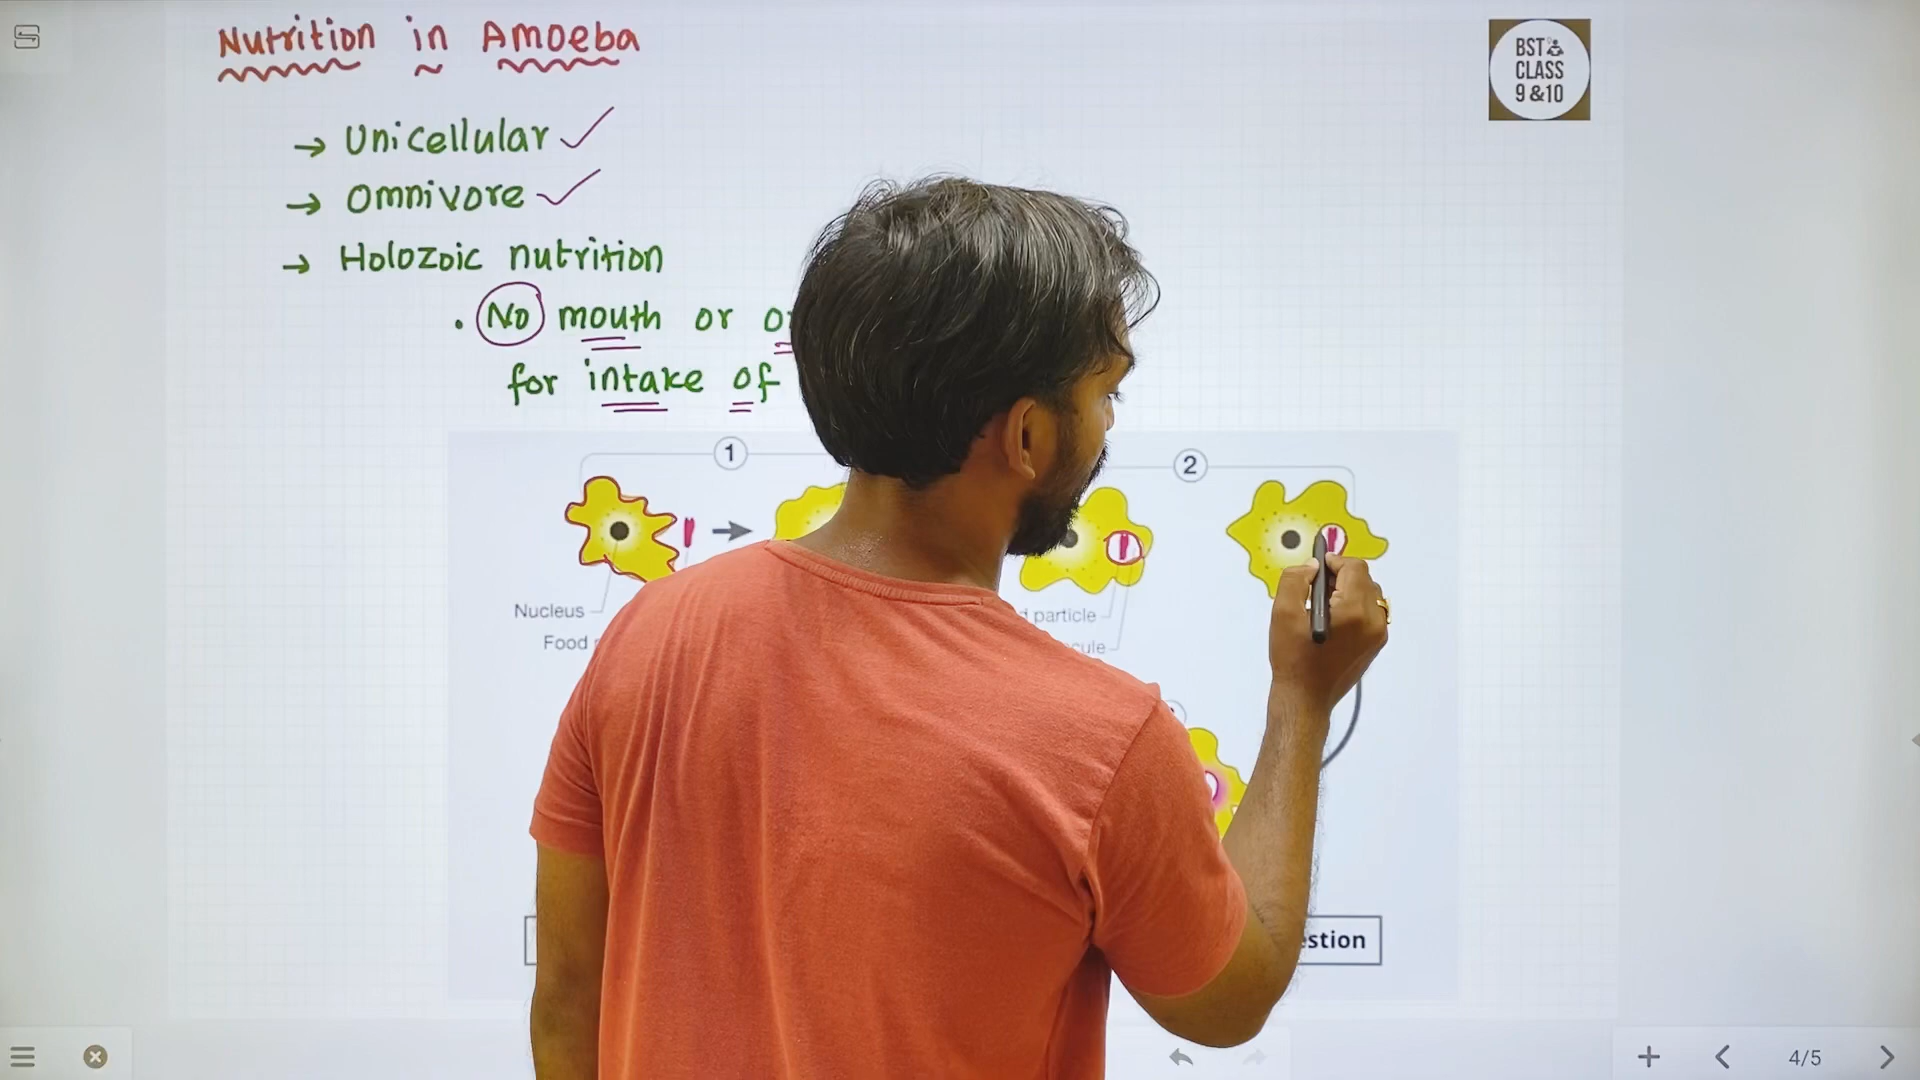 Nutrition in Amoeba
BST
CLASS
9 &10
→ Unicellular ✓
→ Omnivore ✓
→ Holozoic nutrition
. No mouth or
for intake of
1
2
Nucleus
Food
particle
4/5